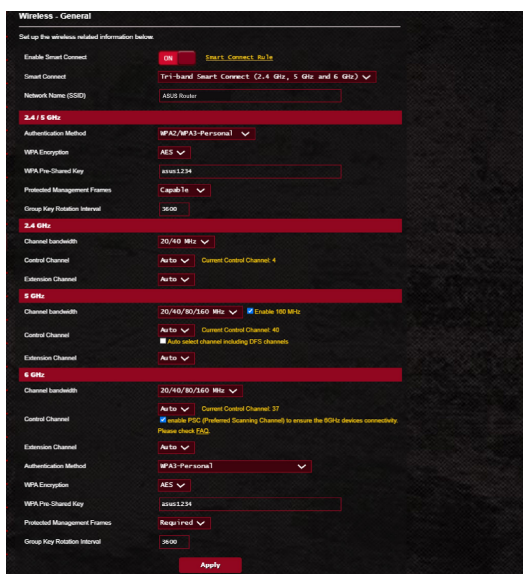 Wireless - General
Set up the wireless related information below.
Enable Smart Connect ON Smart Connect Rule
Smart Connect Tri-band Smart Connect (2.4 GHz, 5 GHz and 6 GHz)
Network Name (SSID) ASUS Router
2.4 / 5 GHz
Authentication Method WPA2/WPA3-Personal
WPA Encryption AES
WPA Pre-Shared Key asus1234
Protected Management Frames Capable
Group Key Rotation Interval 3600
2.4 GHz
Channel bandwidth 20/40 MHz
Control Channel Auto Current Control Channel: 4
Extension Channel Auto
5 GHz
Channel bandwidth 20/40/80/160 MHz Enable 160 MHz
Control Channel Auto Current Control Channel: 40
Auto select channel including DFS channels
Extension Channel Auto
6 GHz
Channel bandwidth 20/40/80/160 MHz
Control Channel Auto Current Control Channel: 37
enable PSC (Preferred Scanning Channel) to ensure the 6GHz devices connectivity.
Please check FAQ.
Extension Channel Auto
Authentication Method WPA3-Personal
WPA Encryption AES
WPA Pre-Shared Key asus1234
Protected Management Frames Required
Group Key Rotation Interval 3600
Apply